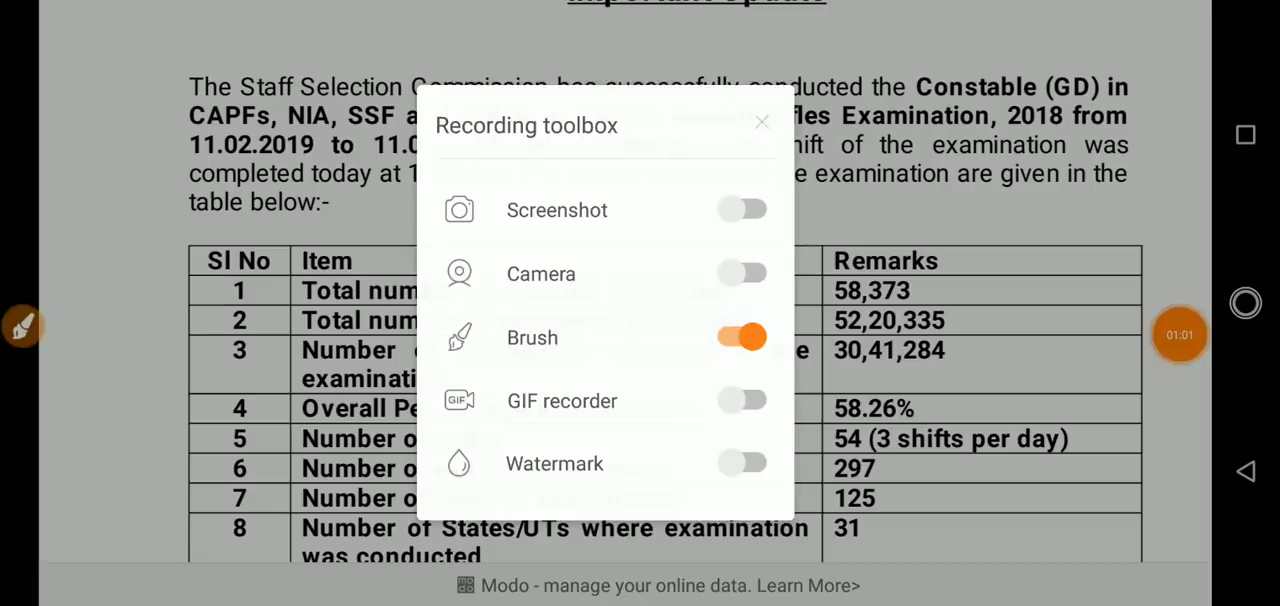 The Staff Selection Commission has successfully conducted the Constable (GD) in
CAPFs, NIA, SSF a fles Examination, 2018 from
11.02.2019 to 11.0 hift of the examination was
completed today at 1 e examination are given in the
table below:-
Recording toolbox
Screenshot
Camera
Brush
GIF
GIF recorder
Watermark
Sl No Item Remarks
1 Total num 58,373
2 Total num 52,20,335
3 Number e 30,41,284
examinati
4 Overall Pe 58.26%
5 Number o 54 (3 shifts per day)
6 Number o 297
7 Number o 125
8 Number of States/UTs where examination 31
was conducted
01:01
Modo - manage your online data. Learn More>